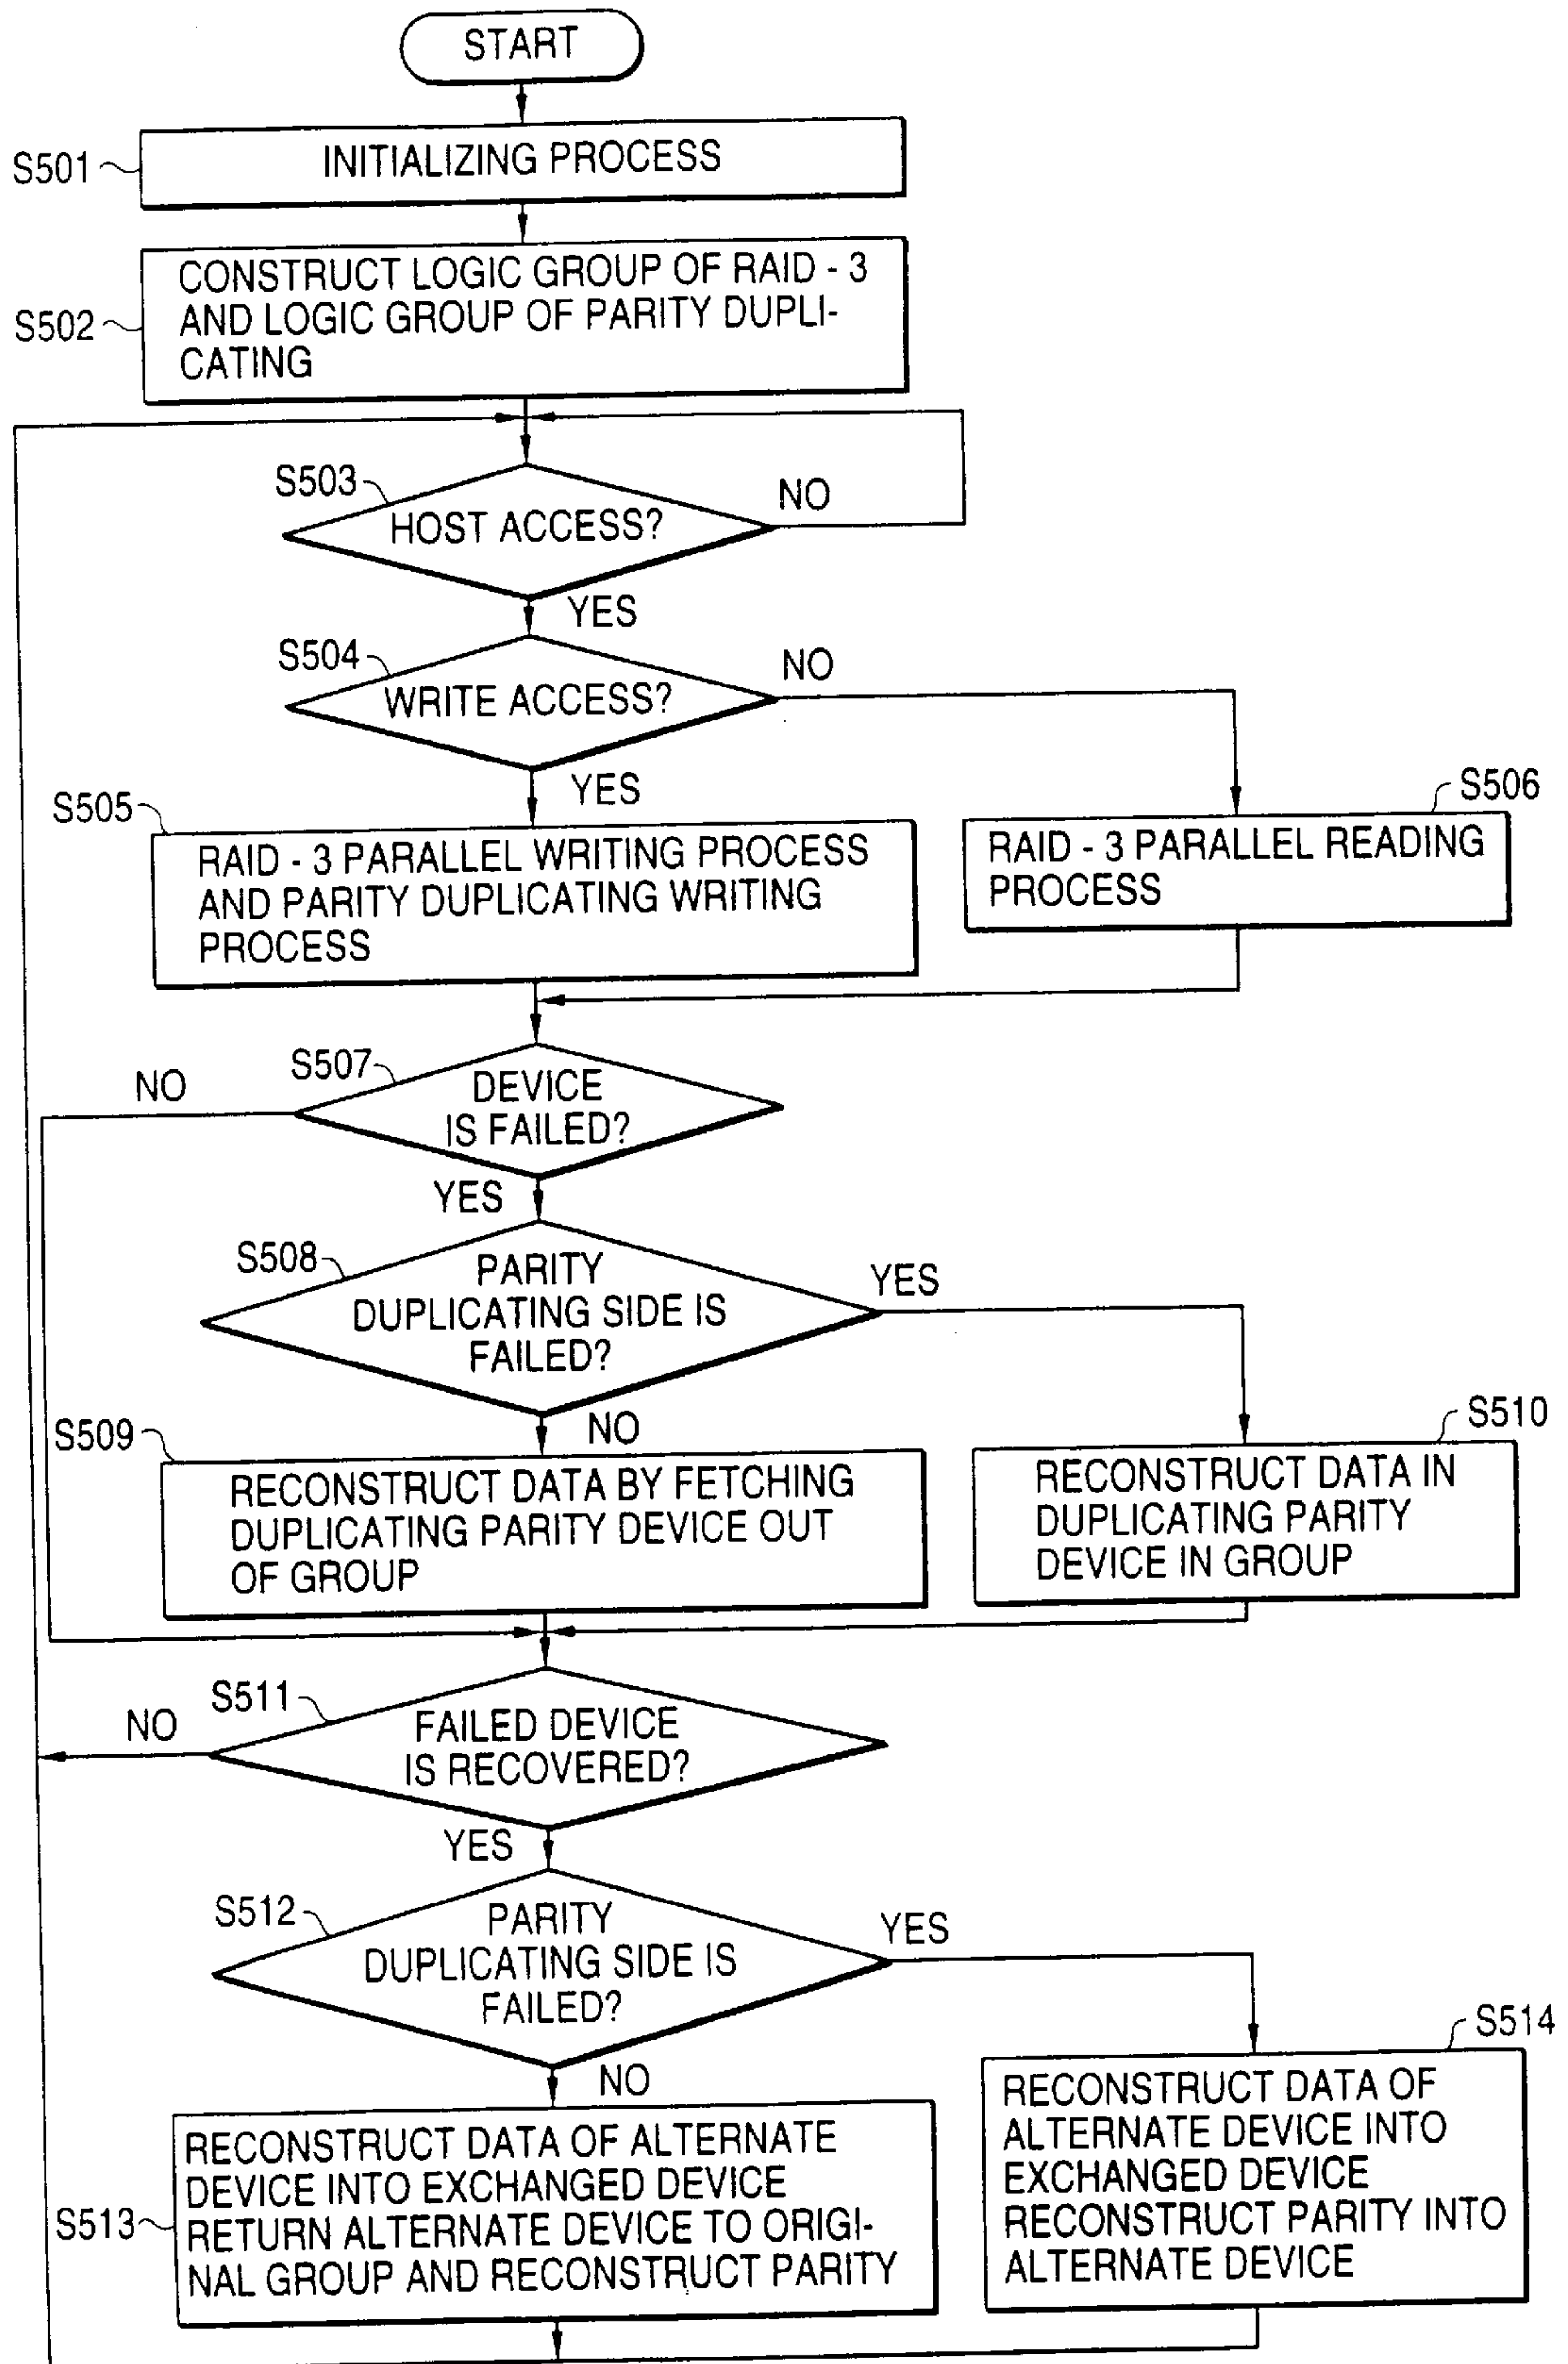 START
S501
INITIALIZING PROCESS
S502
CONSTRUCT LOGIC GROUP OF RAID - 3
AND LOGIC GROUP OF PARITY DUPLI-
CATING
S503
HOST ACCESS?
NO
YES
S504
WRITE ACCESS?
NO
YES
S505
RAID - 3 PARALLEL WRITING PROCESS
AND PARITY DUPLICATING WRITING
PROCESS
S506
RAID - 3 PARALLEL READING
PROCESS
S507
DEVICE
IS FAILED?
NO
YES
S508
PARITY
DUPLICATING SIDE IS
FAILED?
YES
NO
S509
RECONSTRUCT DATA BY FETCHING
DUPLICATING PARITY DEVICE OUT
OF GROUP
S510
RECONSTRUCT DATA IN
DUPLICATING PARITY
DEVICE IN GROUP
S511
FAILED DEVICE
IS RECOVERED?
NO
YES
S512
PARITY
DUPLICATING SIDE IS
FAILED?
YES
NO
S513
RECONSTRUCT DATA OF ALTERNATE
DEVICE INTO EXCHANGED DEVICE
RETURN ALTERNATE DEVICE TO ORIGI-
NAL GROUP AND RECONSTRUCT PARITY
S514
RECONSTRUCT DATA OF
ALTERNATE DEVICE INTO
EXCHANGED DEVICE
RECONSTRUCT PARITY INTO
ALTERNATE DEVICE